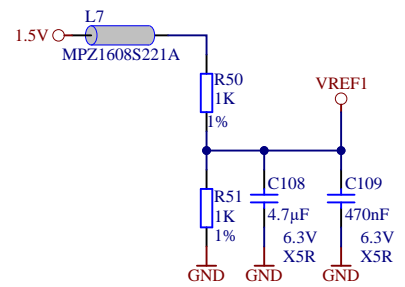 L7
1.5V
MPZ1608S221A
R50
1K
1%
VREF1
R51
1K
1%
C108
4.7µF
6.3V
X5R
C109
470nF
6.3V
X5R
GND
GND
GND